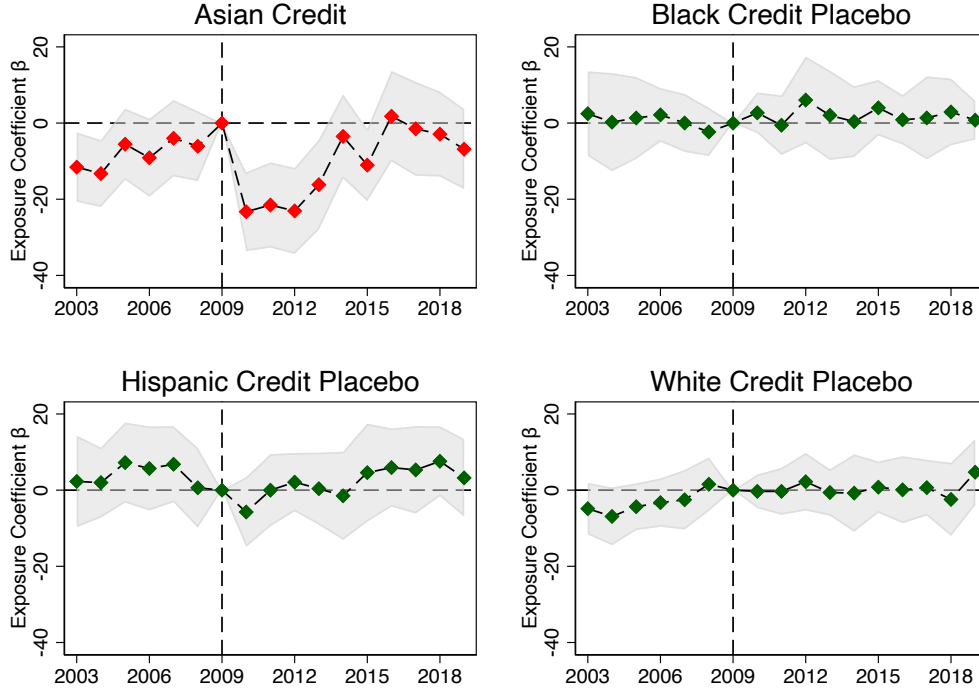 Asian Credit
Exposure Coefficient β
20
0
-20
-40
2003 2006 2009 2012 2015 2018
Black Credit Placebo
Exposure Coefficient β
20
0
-20
-40
2003 2006 2009 2012 2015 2018
Hispanic Credit Placebo
Exposure Coefficient β
20
0
-20
-40
2003 2006 2009 2012 2015 2018
White Credit Placebo
Exposure Coefficient β
20
0
-20
-40
2003 2006 2009 2012 2015 2018